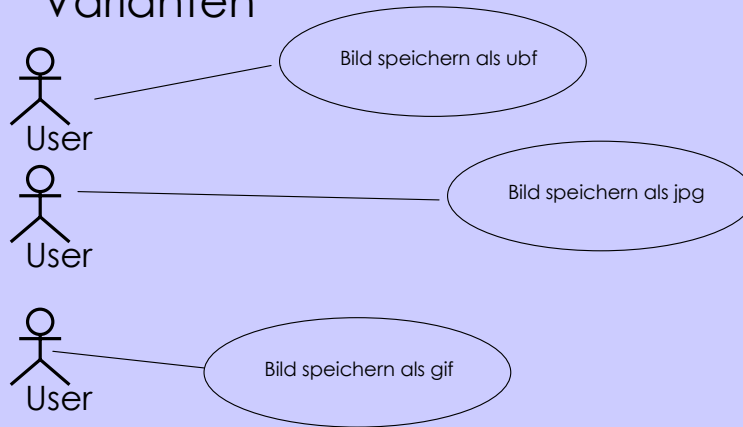 Varianten
Bild speichern als ubf
User
Bild speichern als jpg
User
Bild speichern als gif
User